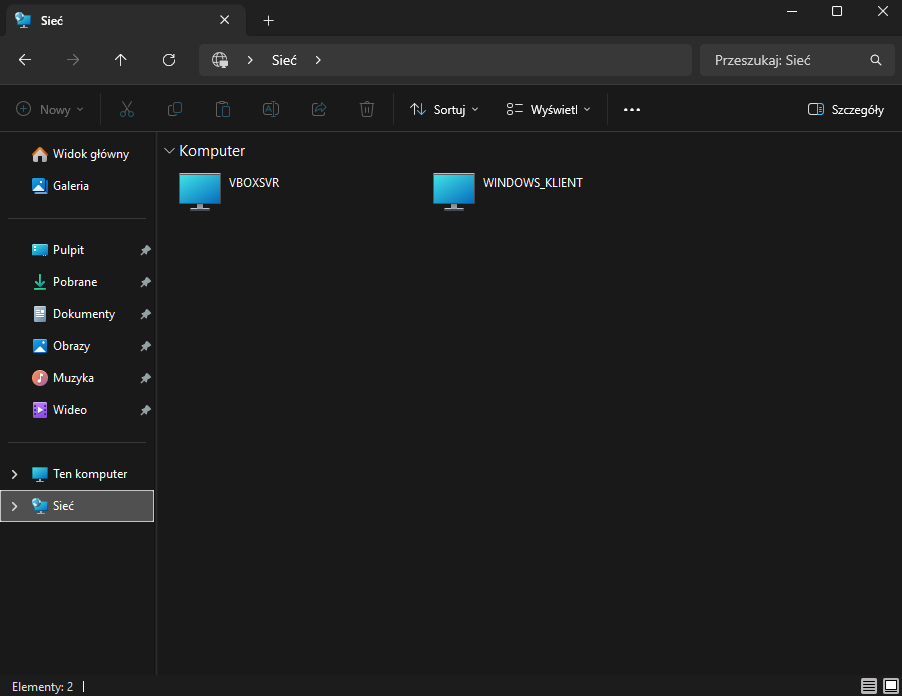 Sieć
Sieć
Przeszukaj: Sieć
Nowy
Sortuj
Wyświetl
Szczegóły
Widok główny
Galeria
Pulpit
Pobrane
Dokumenty
Obrazy
Muzyka
Wideo
Ten komputer
Sieć
Komputer
VBOXSVR
WINDOWS_KLIENT
Elementy: 2